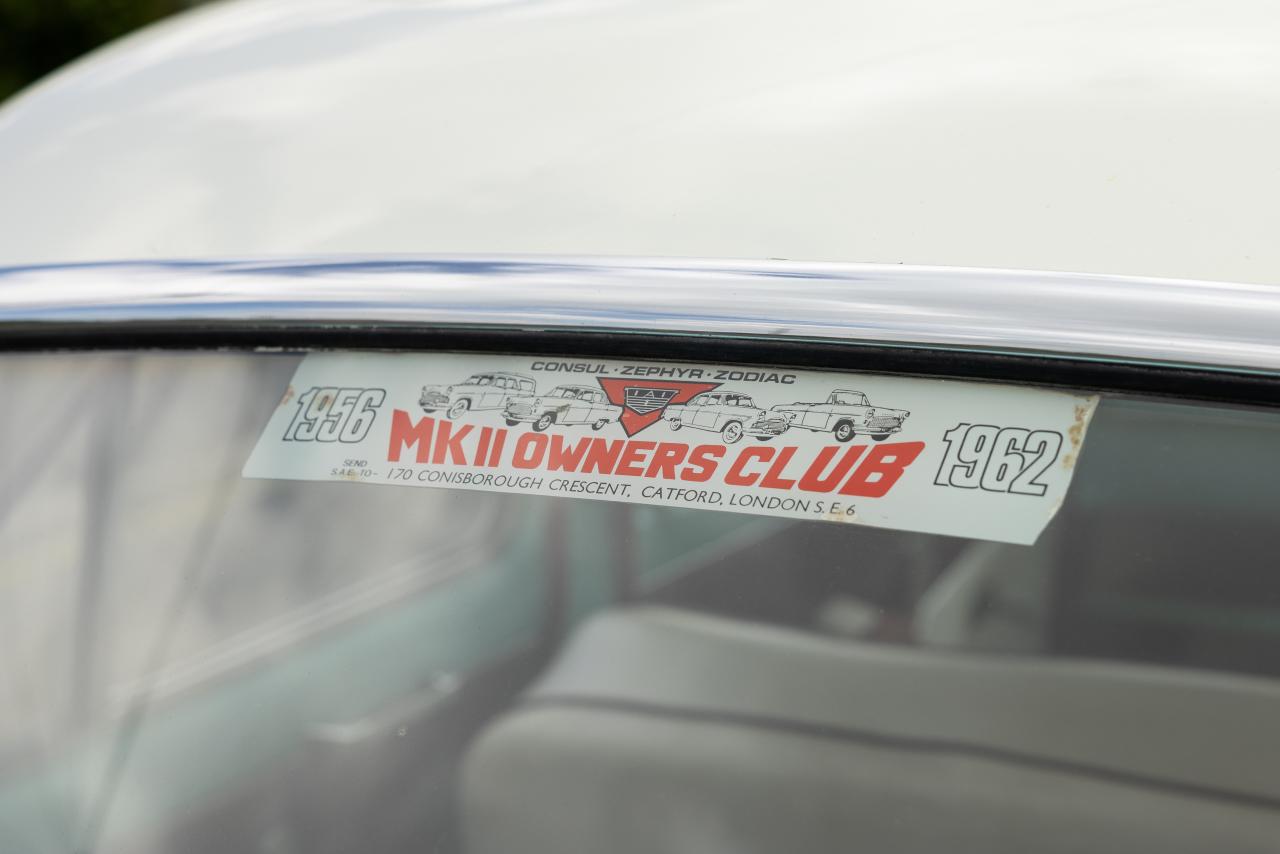 CONSUL · ZEPHYR · ZODIAC
1956
MK II OWNERS CLUB
1962
SEND
S.A.E. TO- 170 CONISBOROUGH CRESCENT, CATFORD, LONDON S.E.6